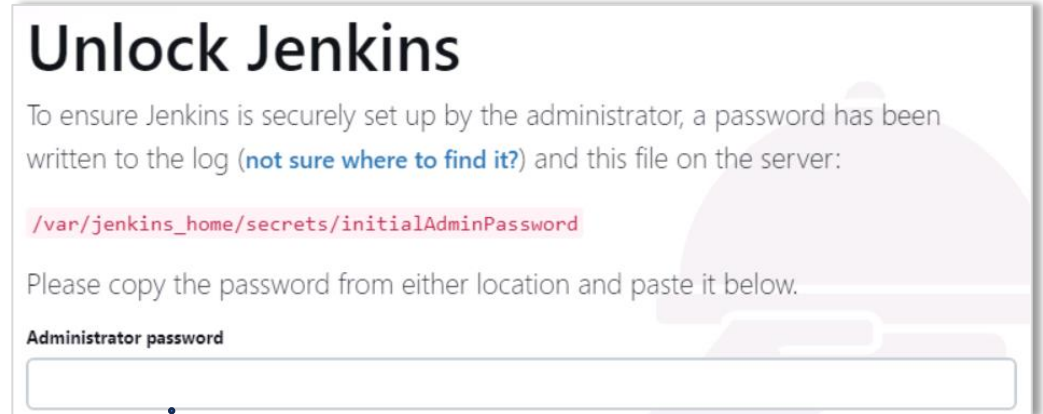 Unlock Jenkins
To ensure Jenkins is securely set up by the administrator, a password has been
written to the log (not sure where to find it?) and this file on the server:
/var/jenkins_home/secrets/initialAdminPassword
Please copy the password from either location and paste it below.
Administrator password